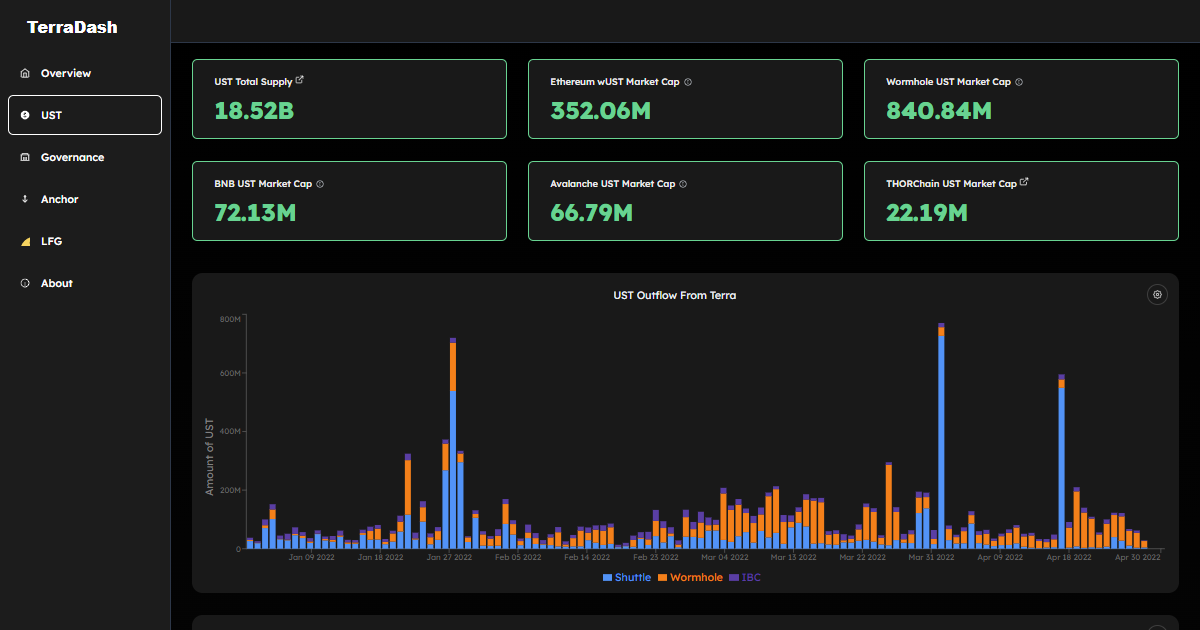 TerraDash
Overview
UST
Governance
Anchor
LFG
About
UST Total Supply
18.52B
Ethereum wUST Market Cap
352.06M
Wormhole UST Market Cap
840.84M
BNB UST Market Cap
72.13M
Avalanche UST Market Cap
66.79M
THORChain UST Market Cap
22.19M
UST Outflow From Terra
Amount of UST
800M
600M
400M
200M
0
Jan 09 2022 Jan 18 2022 Jan 27 2022 Feb 05 2022 Feb 14 2022 Feb 23 2022 Mar 04 2022 Mar 13 2022 Mar 22 2022 Mar 31 2022 Apr 09 2022 Apr 18 2022 Apr 30 2022
Shuttle Wormhole IBC